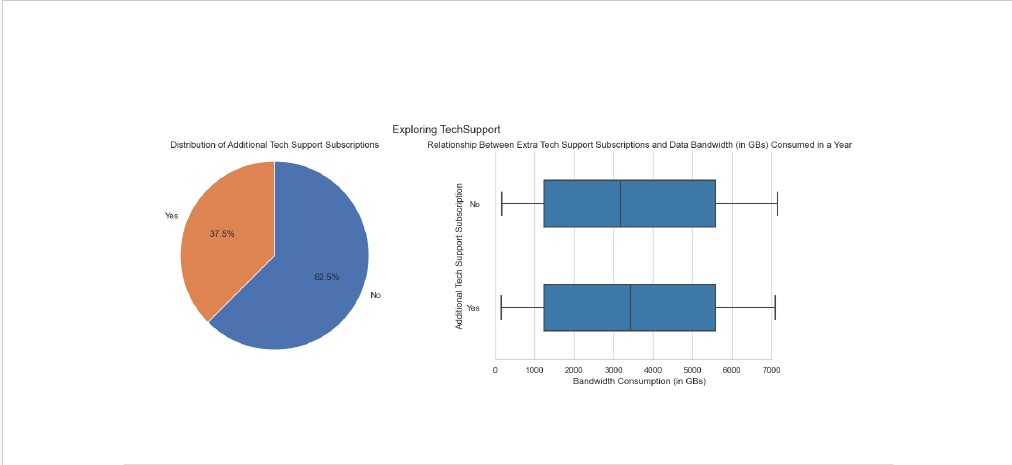 Exploring TechSupport
Distribution of Additional Tech Support Subscriptions
Yes
37.5%
62.5%
No
Relationship Between Extra Tech Support Subscriptions and Data Bandwidth (in GBs) Consumed in a Year
Additional Tech Support Subscription
No
Yes
0 1000 2000 3000 4000 5000 6000 7000
Bandwidth Consumption (in GBs)